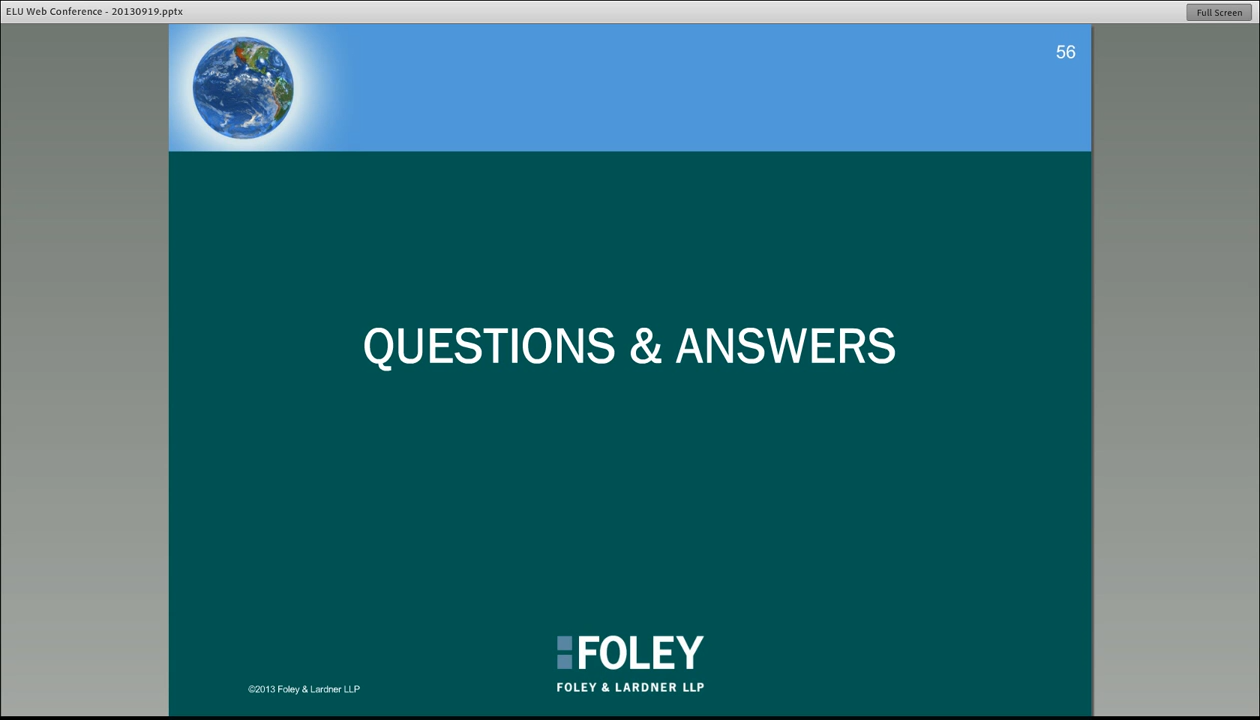 ELU Web Conference - 20130919.pptx
Full Screen
56
QUESTIONS & ANSWERS
FOLEY
FOLEY & LARDNER LLP
©2013 Foley & Lardner LLP